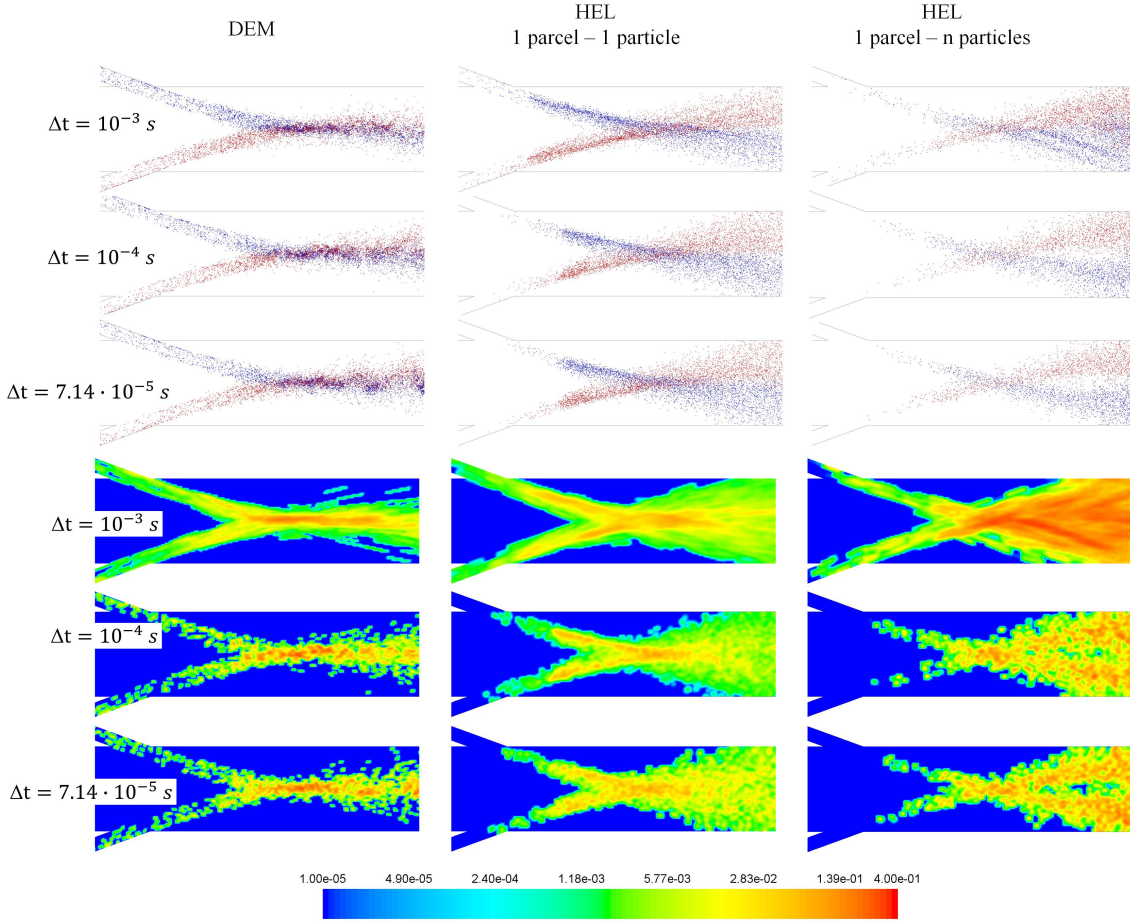 DEM
HEL
1 parcel – 1 particle
HEL
1 parcel – n particles
Δt = 10⁻³ s
Δt = 10⁻⁴ s
Δt = 7.14 · 10⁻⁵ s
Δt = 10⁻³ s
Δt = 10⁻⁴ s
Δt = 7.14 · 10⁻⁵ s
1.00e-05 4.90e-05 2.40e-04 1.18e-03 5.77e-03 2.83e-02 1.39e-01 4.00e-01